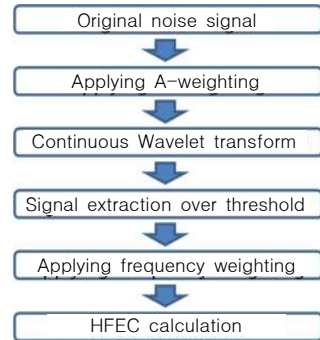 Original noise signal
Applying A-weighting
Continuous Wavelet transform
Signal extraction over threshold
Applying frequency weighting
HFEC calculation